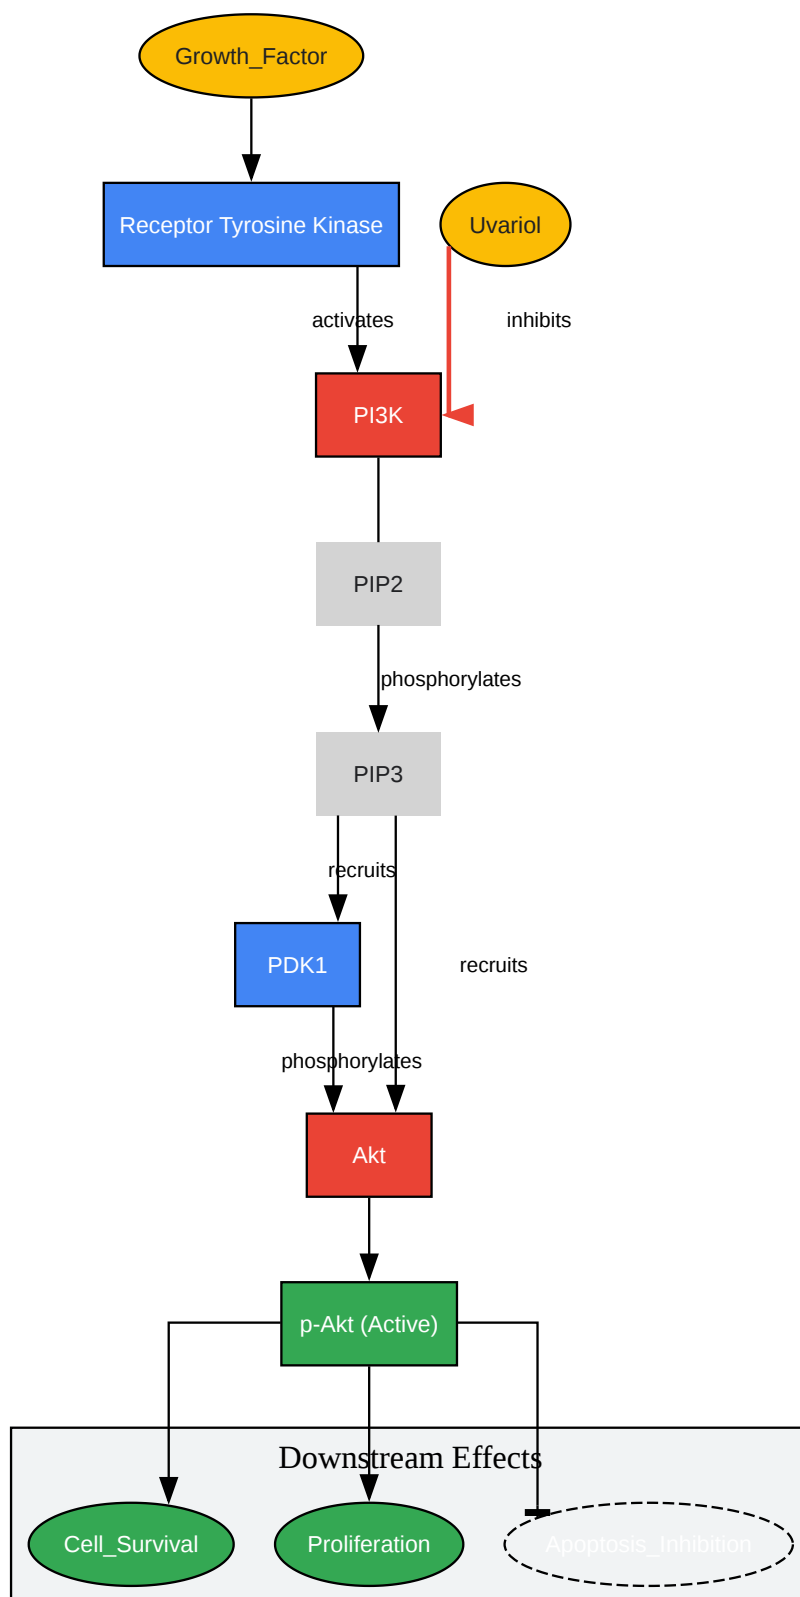 Growth_Factor
Receptor Tyrosine Kinase
Uvariol
activates
inhibits
PI3K
PIP2
phosphorylates
PIP3
recruits
PDK1
recruits
phosphorylates
Akt
p-Akt (Active)
Downstream Effects
Cell_Survival
Proliferation
Apoptosis_Inhibition